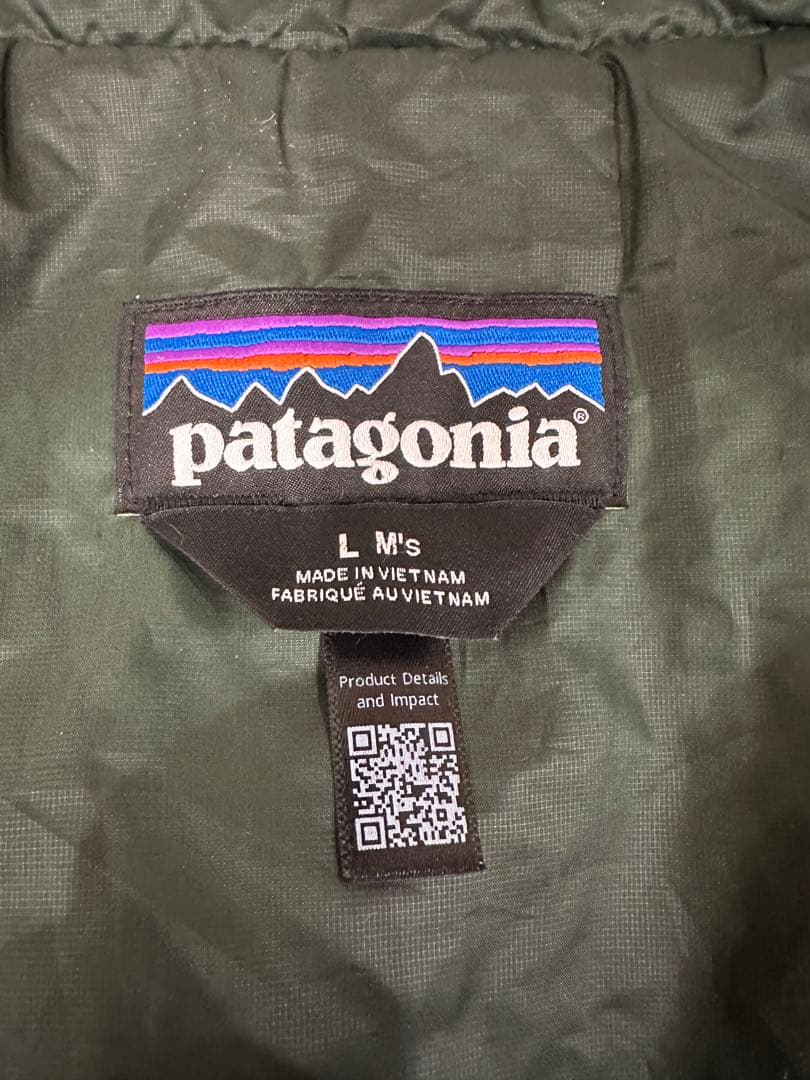 patagonia®
L M's
MADE IN VIETNAM
FABRIQUÉ AU VIETNAM
Product Details
and Impact